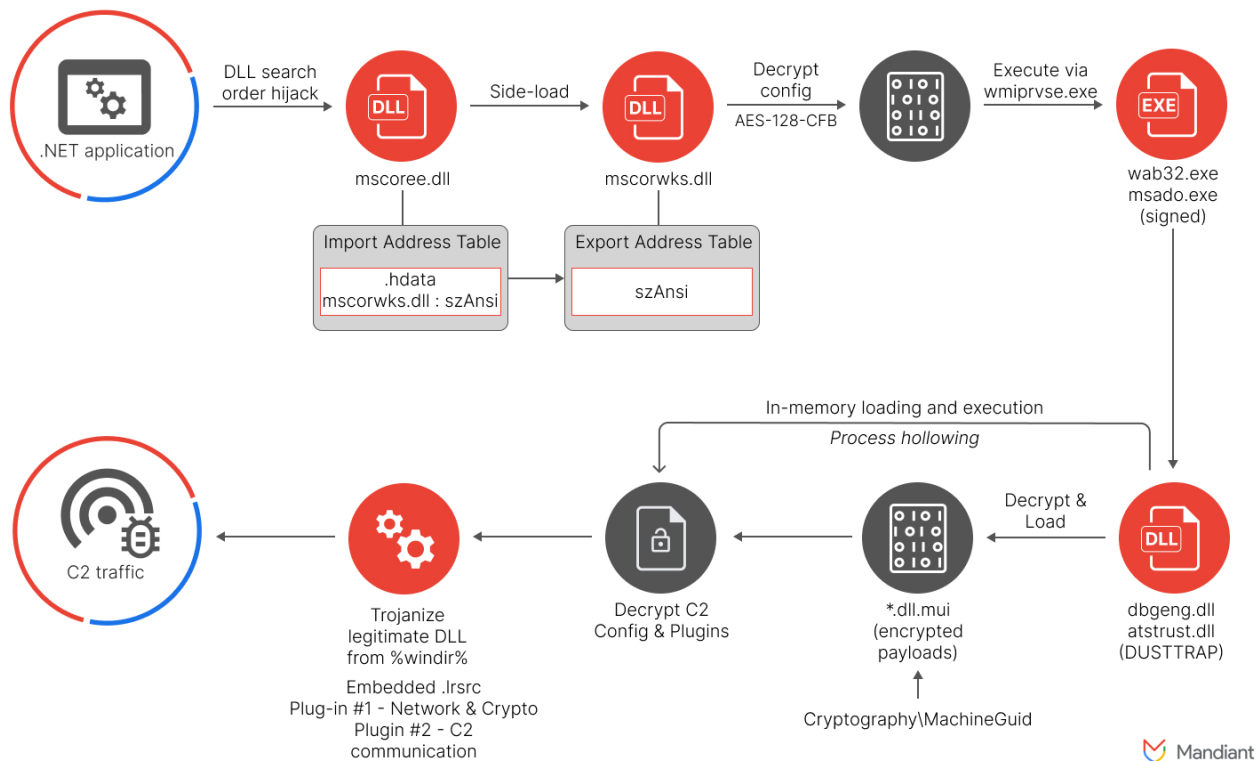 .NET application
DLL search
order hijack
DLL
mscoree.dll
Side-load
DLL
mscorwks.dll
Decrypt
config
AES-128-CFB
Execute via
wmiprvse.exe
EXE
wab32.exe
msado.exe
(signed)
Import Address Table
.hdata
mscorwks.dll : szAnsi
Export Address Table
szAnsi
In-memory loading and execution
Process hollowing
DLL
dbgeng.dll
atstrust.dll
(DUSTTRAP)
Decrypt &
Load
*.dll.mui
(encrypted
payloads)
Cryptography\MachineGuid
Decrypt C2
Config & Plugins
Trojanize
legitimate DLL
from %windir%
Embedded .lrsrc
Plug-in #1 - Network & Crypto
Plugin #2 - C2
communication
C2 traffic
Mandiant